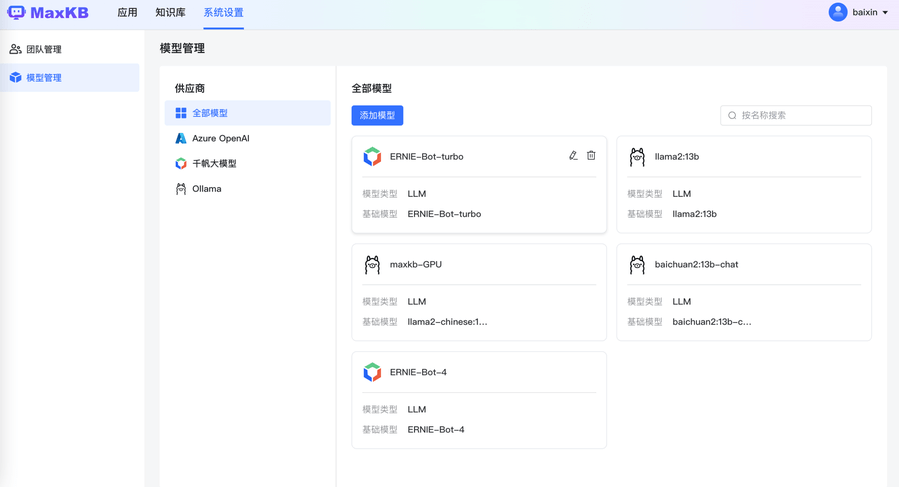 MaxKB 应用 知识库 系统设置 baixin
团队管理
模型管理
模型管理
供应商
全部模型
Azure OpenAI
千帆大模型
Ollama
全部模型
添加模型 按名称搜索
ERNIE-Bot-turbo
模型类型 LLM
基础模型 ERNIE-Bot-turbo
llama2:13b
模型类型 LLM
基础模型 llama2:13b
maxkb-GPU
模型类型 LLM
基础模型 llama2-chinese:1...
baichuan2:13b-chat
模型类型 LLM
基础模型 baichuan2:13b-c...
ERNIE-Bot-4
模型类型 LLM
基础模型 ERNIE-Bot-4